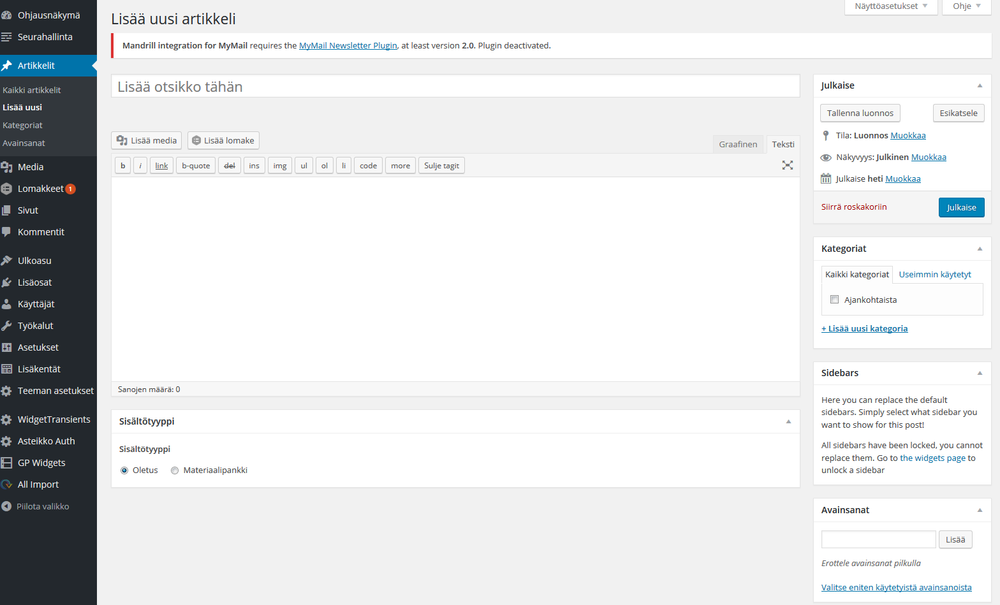 Ohjausnäkymä
Seurahallinta
Artikkelit
Kaikki artikkelit
Lisää uusi
Kategoriat
Avainsanat
Media
Lomakkeet 1
Sivut
Kommentit
Ulkoasu
Lisäosat
Käyttäjät
Työkalut
Asetukset
Lisäkentät
Teeman asetukset
WidgetTransients
Asteikko Auth
GP Widgets
All Import
Piilota valikko
Näyttöasetukset
Ohje
Lisää uusi artikkeli
Mandrill integration for MyMail requires the MyMail Newsletter Plugin, at least version 2.0. Plugin deactivated.
Lisää otsikko tähän
Lisää media
Lisää lomake
Graafinen
Teksti
b i link b-quote del ins img ul ol li code more Sulje tagit
Sanojen määrä: 0
Sisältötyyppi
Sisältötyyppi
Oletus
Materiaalipankki
Julkaise
Tallenna luonnos
Esikatsele
Tila: Luonnos Muokkaa
Näkyvyys: Julkinen Muokkaa
Julkaise heti Muokkaa
Siirrä roskakoriin
Julkaise
Kategoriat
Kaikki kategoriat
Useimmin käytetyt
Ajankohtaista
+ Lisää uusi kategoria
Sidebars
Here you can replace the default
sidebars. Simply select what sidebar you
want to show for this post!
All sidebars have been locked, you cannot
replace them. Go to the widgets page to
unlock a sidebar
Avainsanat
Lisää
Erottele avainsanat pilkulla
Valitse eniten käytetyistä avainsanoista